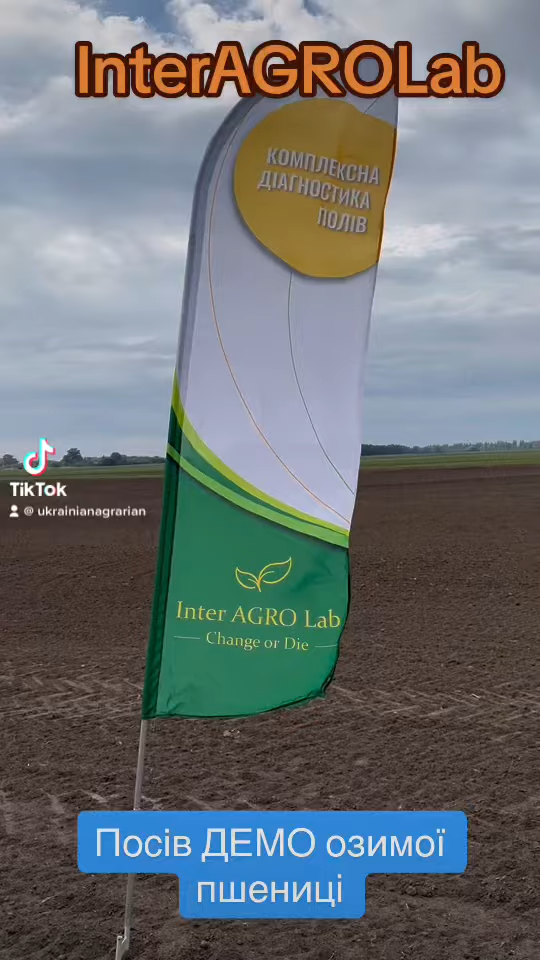 InterAGROLab
КОМПЛЕКСНА
ДІАГНОСТИКА
ПОЛІВ
TikTok
@ ukrainianagrarian
Inter AGRO Lab
Change or Die
Посів ДЕМО озимої
пшениці